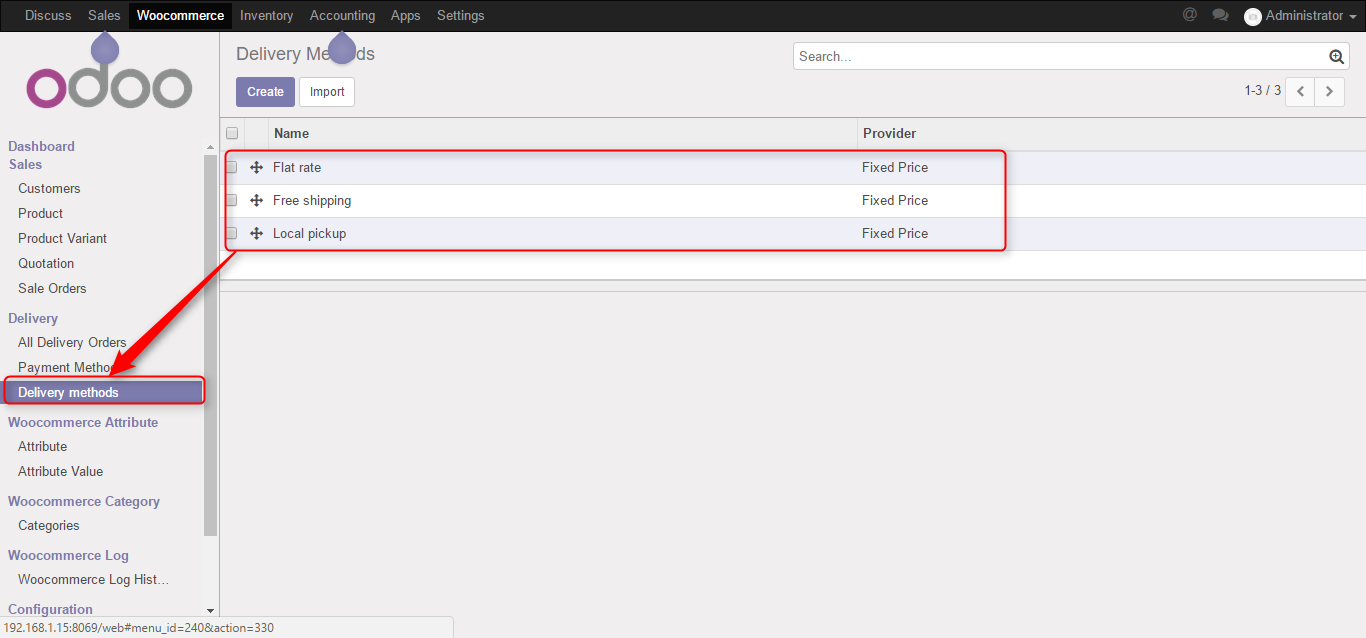 Discuss Sales Woocommerce Inventory Accounting Apps Settings @ Administrator
odoo
Dashboard
Sales
Customers
Product
Product Variant
Quotation
Sale Orders
Delivery
All Delivery Orders
Payment Metho
Delivery methods
Woocommerce Attribute
Attribute
Attribute Value
Woocommerce Category
Categories
Woocommerce Log
Woocommerce Log Hist...
Configuration
Delivery Me ds
Search...
Create Import
1-3 / 3
Name Provider
Flat rate Fixed Price
Free shipping Fixed Price
Local pickup Fixed Price
192.168.1.15:8069/web#menu_id=240&action=330